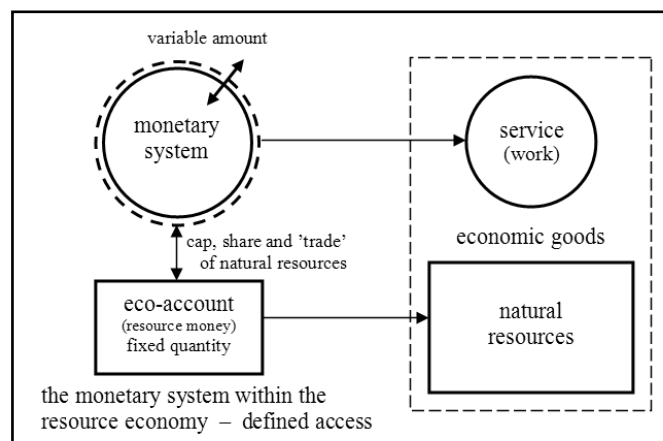 variable amount
monetary
system
service
(work)
cap, share and 'trade'
of natural resources
economic goods
eco-account
(resource money)
fixed quantity
natural
resources
the monetary system within the
resource economy – defined access